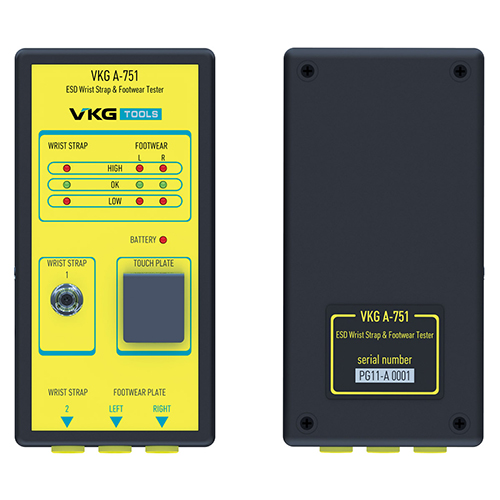 VKG A-751
ESD Wrist Strap & Footwear Tester
VKG TOOLS
WRIST STRAP FOOTWEAR
L R
HIGH
OK
LOW
BATTERY
WRIST STRAP TOUCH PLATE
1
WRIST STRAP FOOTWEAR PLATE
2 LEFT RIGHT
VKG A-751
ESD Wrist Strap & Footwear Tester
serial number
PG11-A 0001